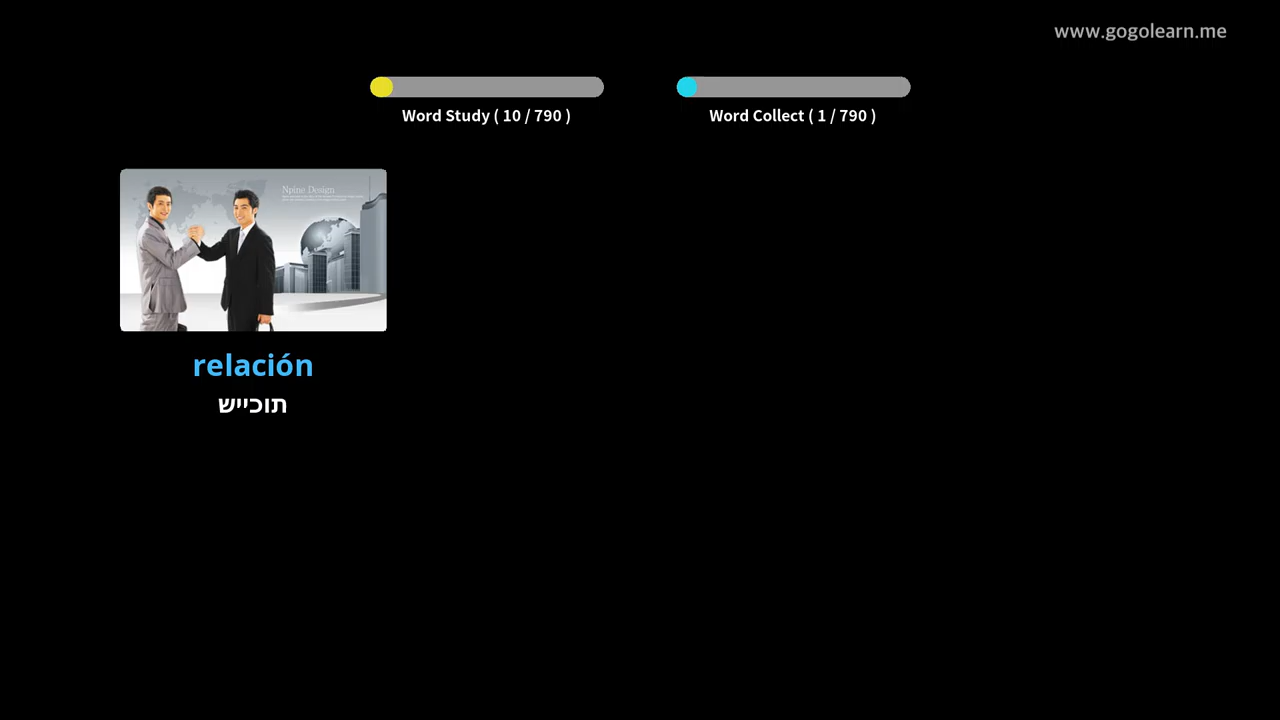 www.gogolearn.me
Word Study ( 10 / 790 )
Word Collect ( 1 / 790 )
Npine Design
relación
תוכייש